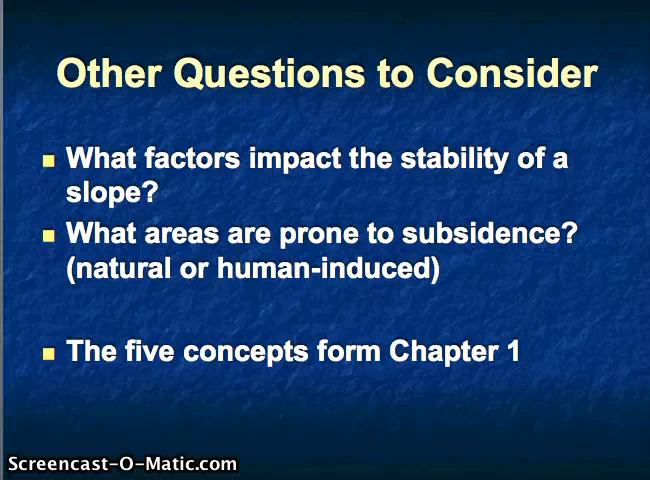 Other Questions to Consider
What factors impact the stability of a
slope?
What areas are prone to subsidence?
(natural or human-induced)
The five concepts form Chapter 1
Screencast-O-Matic.com